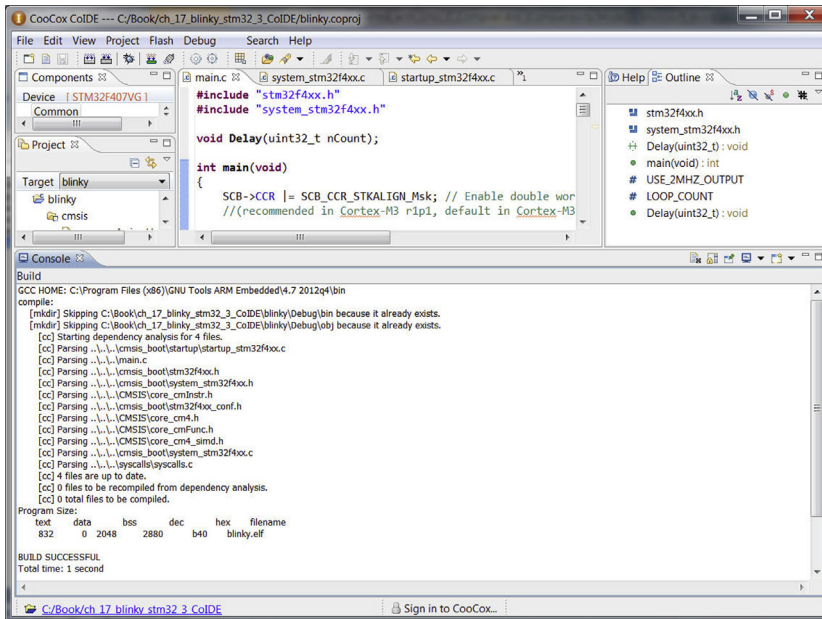 CooCox CoIDE --- C:/Book/ch_17_blinky_stm32_3_CoIDE/blinky.coproj
File Edit View Project Flash Debug Search Help
Components
Device [ STM32F407VG ]
Common
Project
Target blinky
blinky
cmsis
main.c system_stm32f4xx.c startup_stm32f4xx.c »1
#include "stm32f4xx.h"
#include "system_stm32f4xx.h"
void Delay(uint32_t nCount);
int main(void)
{
SCB->CCR |= SCB_CCR_STKALIGN_Msk; // Enable double wor
//(recommended in Cortex-M3 r1p1, default in Cortex-M3
Help Outline
stm32f4xx.h
system_stm32f4xx.h
Delay(uint32_t) : void
main(void) : int
# USE_2MHZ_OUTPUT
# LOOP_COUNT
Delay(uint32_t) : void
Console
Build
GCC HOME: C:\Program Files (x86)\GNU Tools ARM Embedded\4.7 2012q4\bin
compile:
[mkdir] Skipping C:\Book\ch_17_blinky_stm32_3_CoIDE\blinky\Debug\bin because it already exists.
[mkdir] Skipping C:\Book\ch_17_blinky_stm32_3_CoIDE\blinky\Debug\obj because it already exists.
[cc] Starting dependency analysis for 4 files.
[cc] Parsing ..\..\..\cmsis_boot\startup\startup_stm32f4xx.c
[cc] Parsing ..\..\..\main.c
[cc] Parsing ..\..\..\cmsis_boot\stm32f4xx.h
[cc] Parsing ..\..\..\cmsis_boot\system_stm32f4xx.h
[cc] Parsing ..\..\..\CMSIS\core_cmInstr.h
[cc] Parsing ..\..\..\cmsis_boot\stm32f4xx_conf.h
[cc] Parsing ..\..\..\CMSIS\core_cm4.h
[cc] Parsing ..\..\..\CMSIS\core_cmFunc.h
[cc] Parsing ..\..\..\CMSIS\core_cm4_simd.h
[cc] Parsing ..\..\..\cmsis_boot\system_stm32f4xx.c
[cc] Parsing ..\..\..\syscalls\syscalls.c
[cc] 4 files are up to date.
[cc] 0 files to be recompiled from dependency analysis.
[cc] 0 total files to be compiled.
Program Size:
text data bss dec hex filename
832 0 2048 2880 b40 blinky.elf
BUILD SUCCESSFUL
Total time: 1 second
C:/Book/ch_17_blinky_stm32_3_CoIDE Sign in to CooCox...